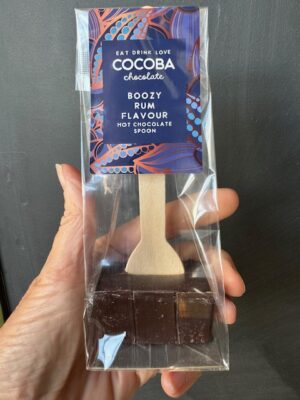 EAT DRINK LOVE
COCOBA
chocolate
BOOZY
RUM
FLAVOUR
HOT CHOCOLATE
SPOON